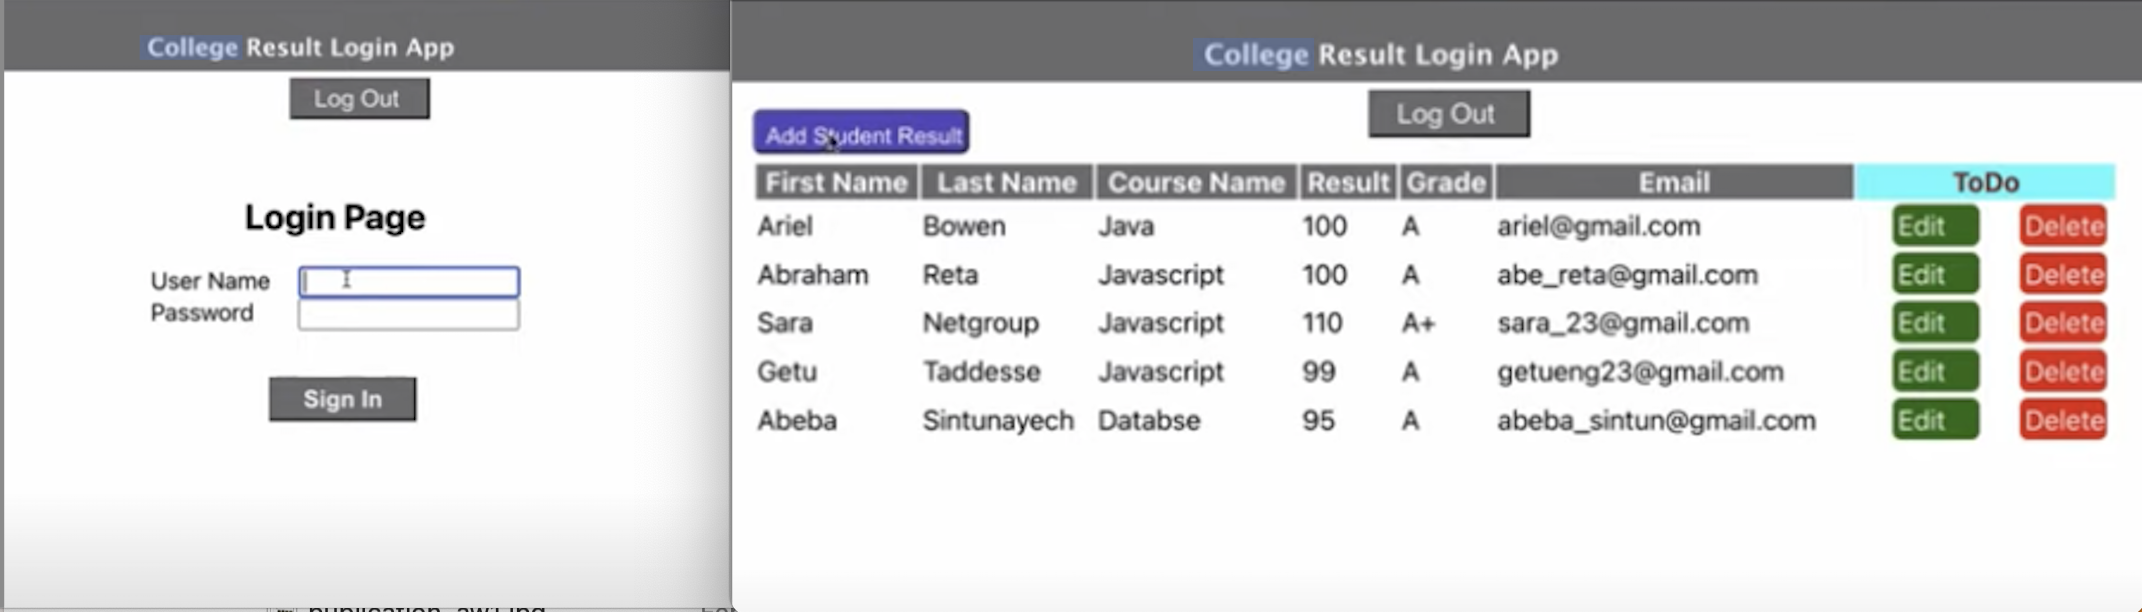 College Result Login App
Log Out
Login Page
User Name
Password
Sign In
College Result Login App
Log Out
Add Student Result
First Name Last Name Course Name Result Grade Email ToDo
Ariel Bowen Java 100 A ariel@gmail.com Edit Delete
Abraham Reta Javascript 100 A abe_reta@gmail.com Edit Delete
Sara Netgroup Javascript 110 A+ sara_23@gmail.com Edit Delete
Getu Taddesse Javascript 99 A getueng23@gmail.com Edit Delete
Abeba Sintunayech Databse 95 A abeba_sintun@gmail.com Edit Delete